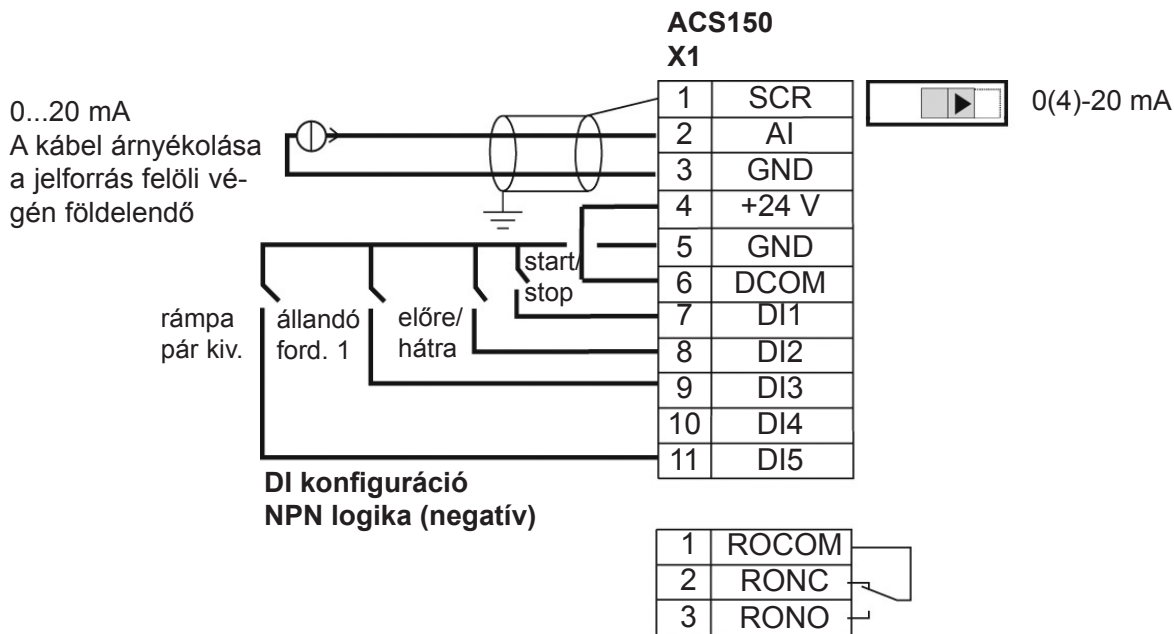 ACS150
X1
0...20 mA
A kábel árnyékolása
a jelforrás felöli vé-
gén földelendő
1 SCR
2 AI
3 GND
4 +24 V
5 GND
6 DCOM
7 DI1
8 DI2
9 DI3
10 DI4
11 DI5
0(4)-20 mA
start/
stop
előre/
hátra
állandó
ford. 1
rámpa
pár kiv.
DI konfiguráció
NPN logika (negatív)
1 ROCOM
2 RONC
3 RONO